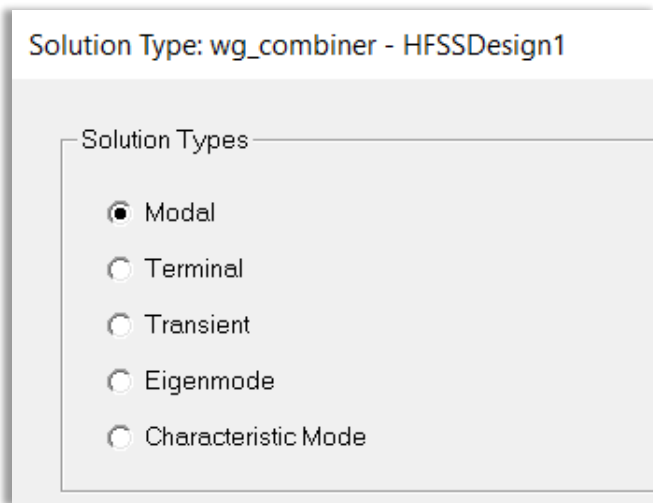 Solution Type: wg_combiner - HFSSDesign1
Solution Types
Modal
Terminal
Transient
Eigenmode
Characteristic Mode